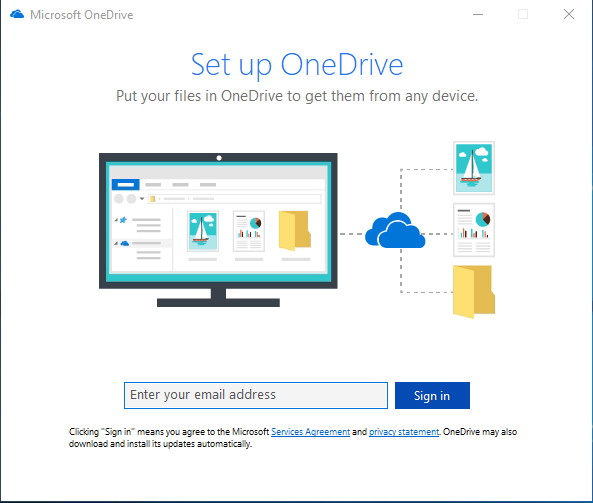 Microsoft OneDrive
Set up OneDrive
Put your files in OneDrive to get them from any device.
Enter your email address
Sign in
Clicking "Sign in" means you agree to the Microsoft Services Agreement and privacy statement. OneDrive may also
download and install its updates automatically.